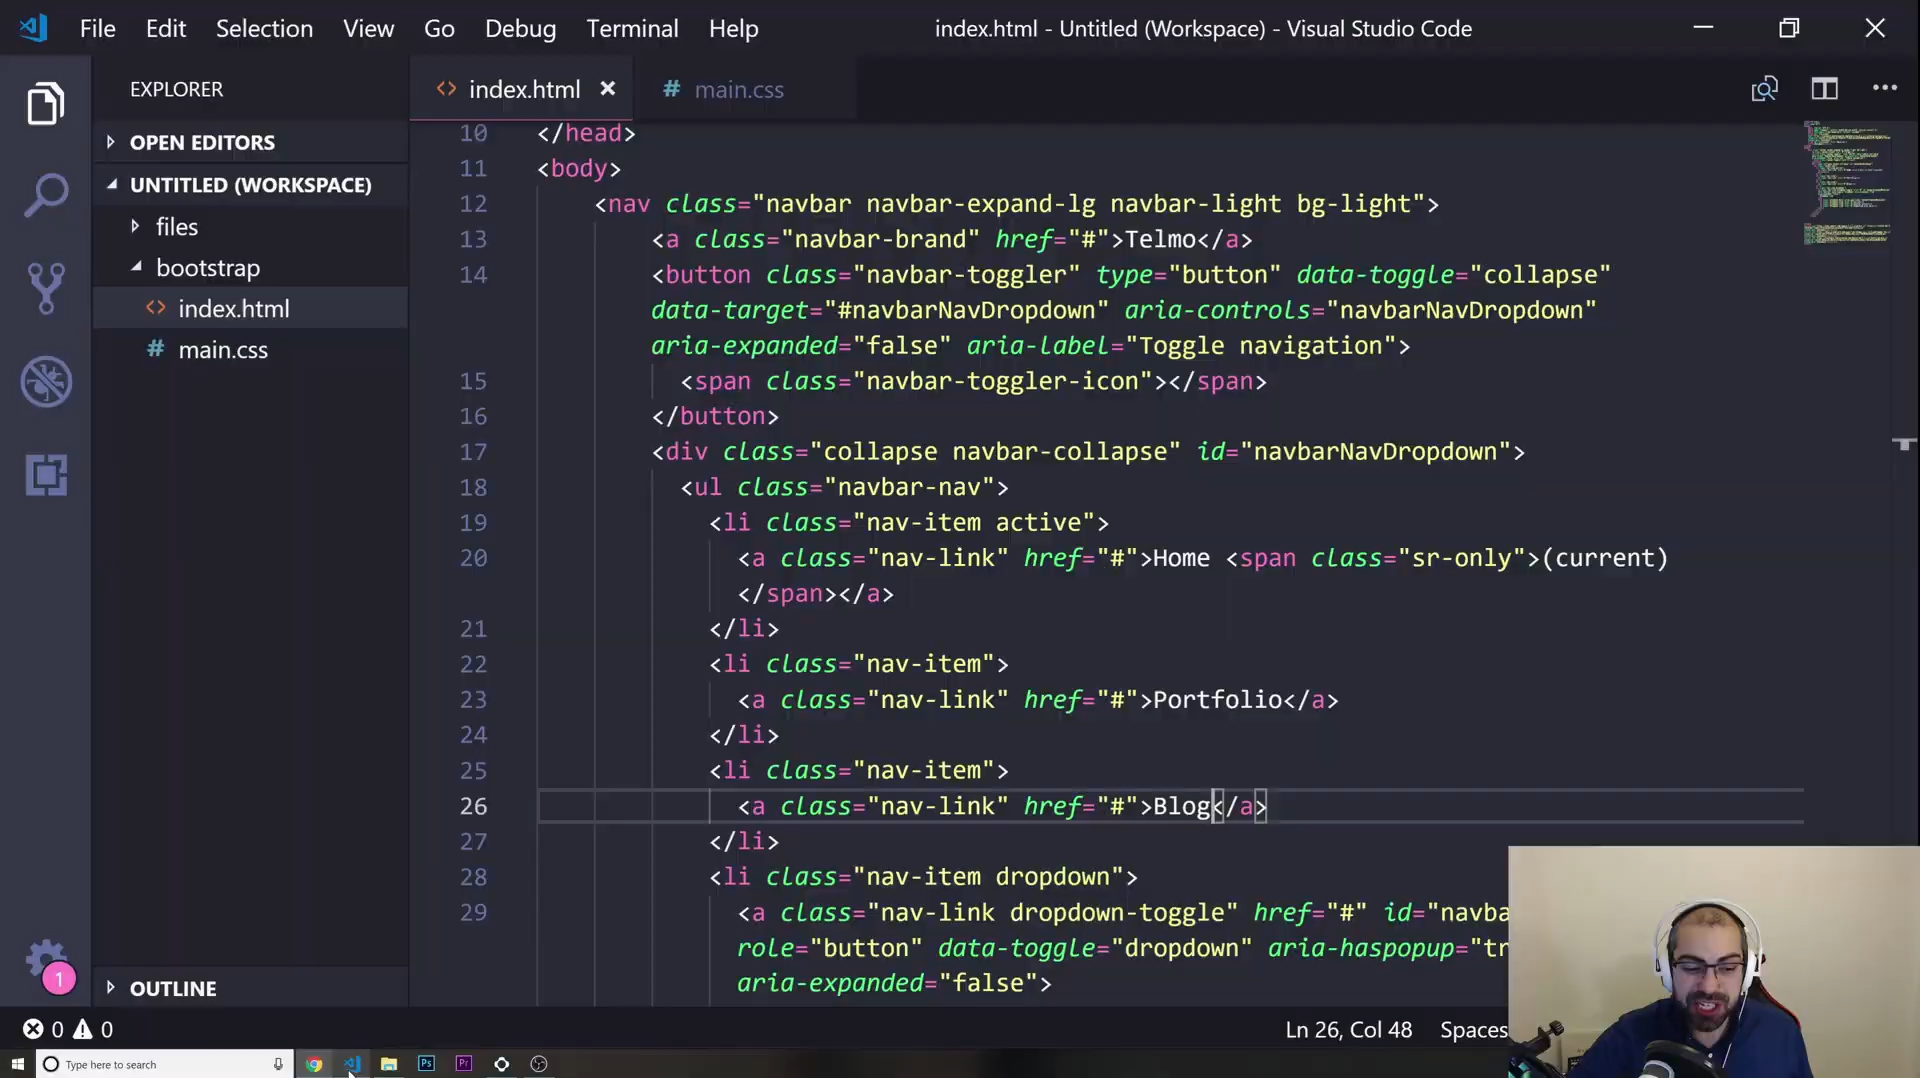 File Edit Selection View Go Debug Terminal Help index.html - Untitled (Workspace) - Visual Studio Code
EXPLORER
<> index.html × # main.css
OPEN EDITORS
UNTITLED (WORKSPACE)
files
bootstrap
<> index.html
# main.css
10 </head>
11 <body>
12 <nav class="navbar navbar-expand-lg navbar-light bg-light">
13 <a class="navbar-brand" href="#">Telmo</a>
14 <button class="navbar-toggler" type="button" data-toggle="collapse"
data-target="#navbarNavDropdown" aria-controls="navbarNavDropdown"
aria-expanded="false" aria-label="Toggle navigation">
15 <span class="navbar-toggler-icon"></span>
16 </button>
17 <div class="collapse navbar-collapse" id="navbarNavDropdown">
18 <ul class="navbar-nav">
19 <li class="nav-item active">
20 <a class="nav-link" href="#">Home <span class="sr-only">(current)
</span></a>
21 </li>
22 <li class="nav-item">
23 <a class="nav-link" href="#">Portfolio</a>
24 </li>
25 <li class="nav-item">
26 <a class="nav-link" href="#">Blog</a>
27 </li>
28 <li class="nav-item dropdown">
29 <a class="nav-link dropdown-toggle" href="#" id="navba
role="button" data-toggle="dropdown" aria-haspopup="tr
aria-expanded="false">
1
OUTLINE
0 0
Ln 26, Col 48 Spaces
Type here to search
Ps
Pr